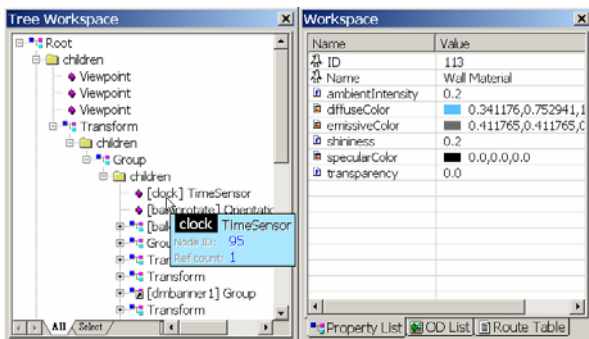 Tree Workspace
Root
children
Viewpoint
Viewpoint
Viewpoint
Transform
children
Group
children
[clock] TimeSensor
clock TimeSensor
Node ID: 95
Ref count: 1
Transform
[dmbanner1] Group
Transform
All Select
Workspace
Name Value
ID 113
Name Wall Material
ambientIntensity 0.2
diffuseColor 0.341176,0.752941,1
emissiveColor 0.411765,0.411765,0
shininess 0.2
specularColor 0.0,0.0,0.0
transparency 0.0
Property List OD List Route Table